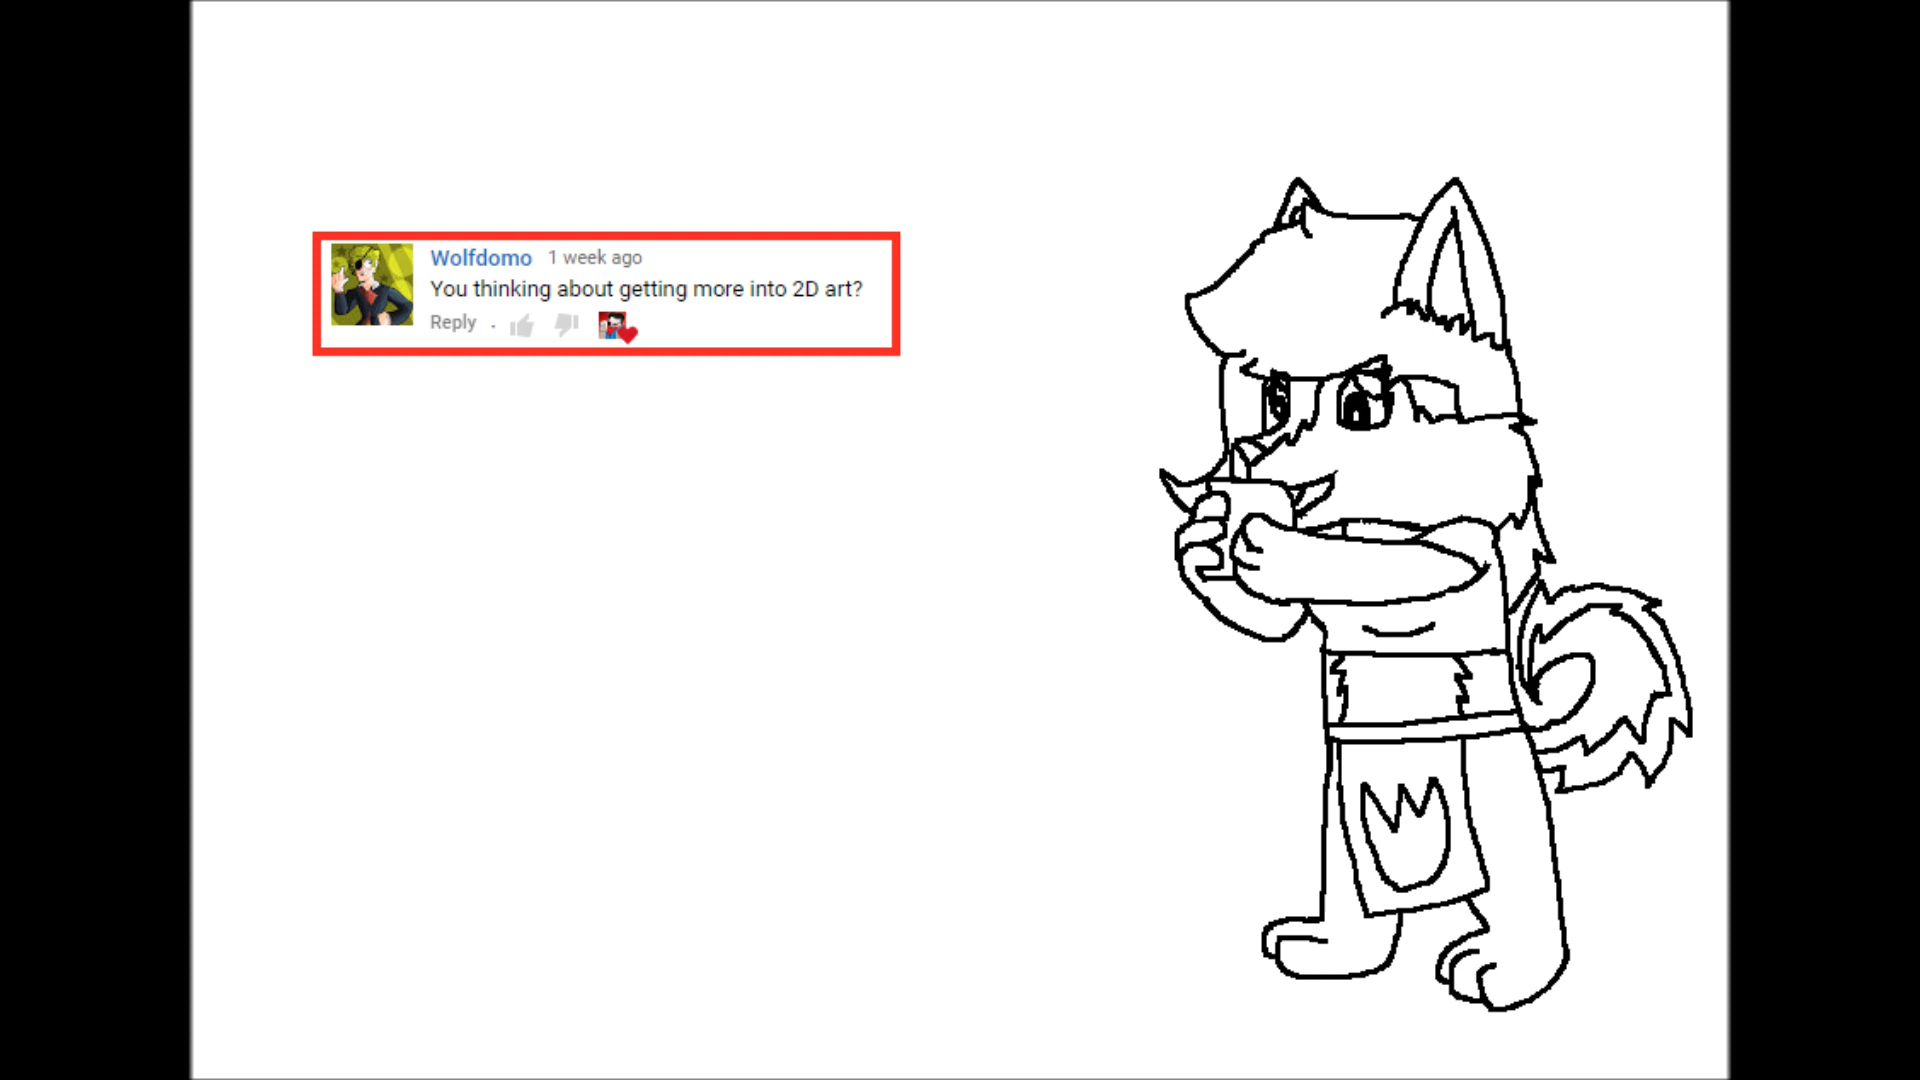 Wolfdomo 1 week ago
You thinking about getting more into 2D art?
Reply .